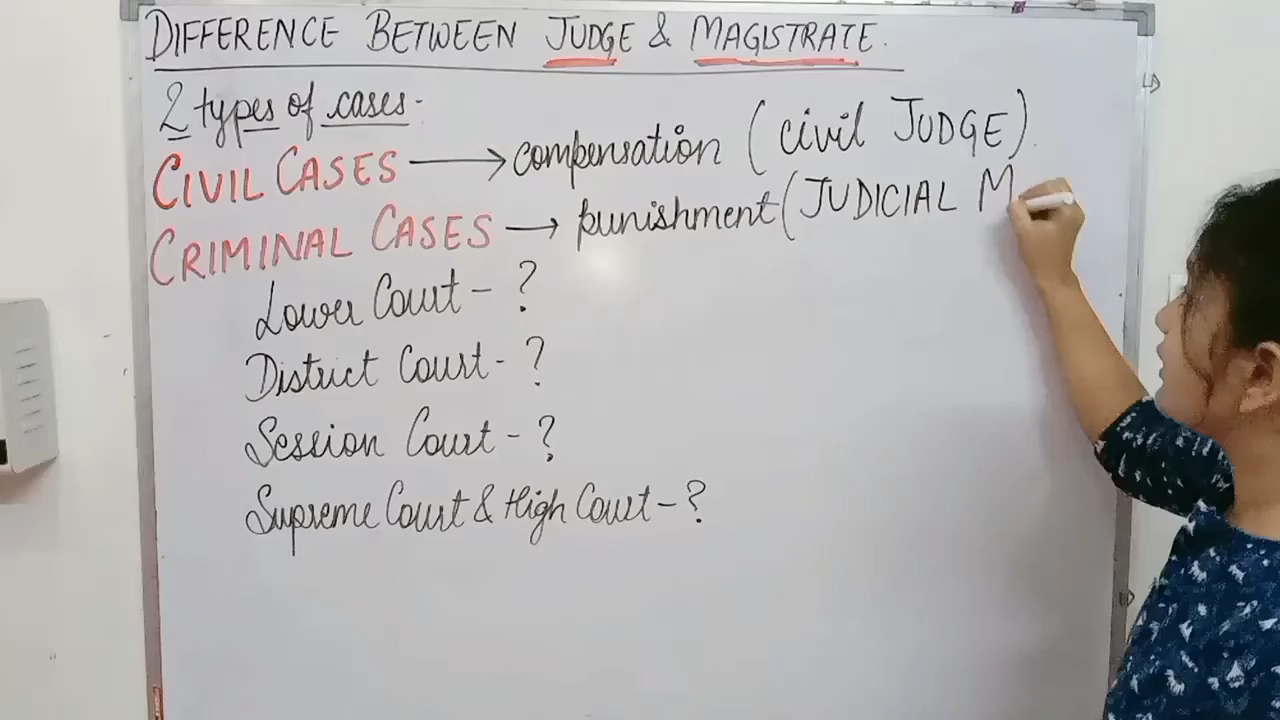 DIFFERENCE BETWEEN JUDGE & MAGISTRATE.
2 types of cases.
CIVIL CASES → compensation (civil JUDGE)
CRIMINAL CASES → punishment (JUDICIAL M
Lower Court - ?
District Court - ?
Session Court - ?
Supreme Court & High Court - ?